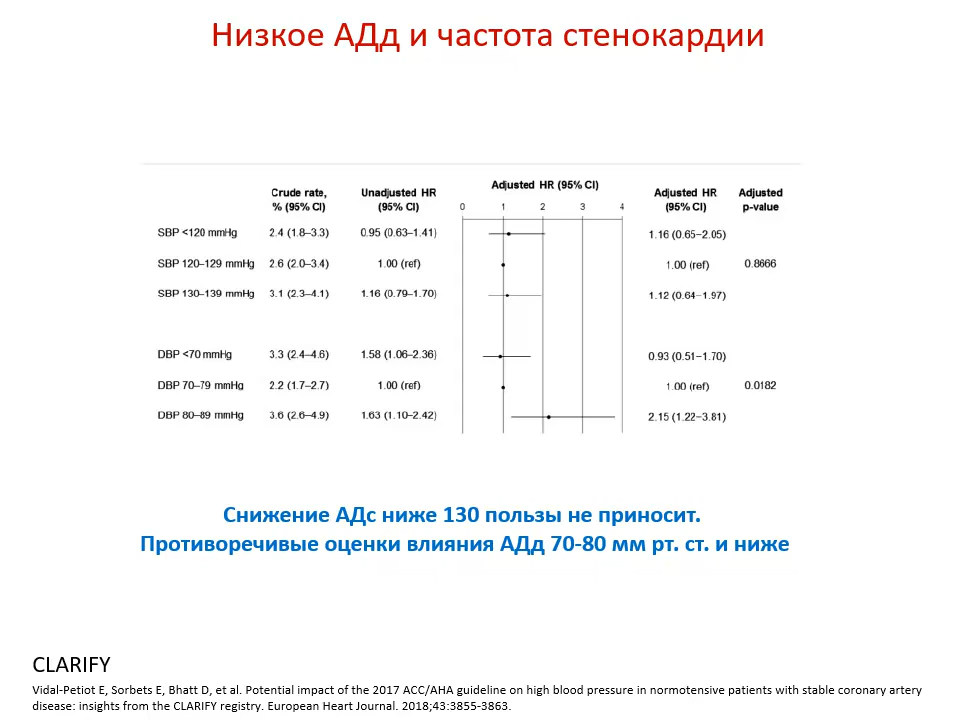 Низкое АДд и частота стенокардии
Crude rate, Unadjusted HR Adjusted HR (95% CI) Adjusted HR Adjusted
% (95% CI) (95% CI) 0 1 2 3 4 (95% CI) p-value
SBP <120 mmHg 2.4 (1.8–3.3) 0.95 (0.63–1.41) 1.16 (0.65–2.05)
SBP 120–129 mmHg 2.6 (2.0–3.4) 1.00 (ref) 1.00 (ref) 0.8666
SBP 130–139 mmHg 3.1 (2.3–4.1) 1.16 (0.79–1.70) 1.12 (0.64–1.97)
DBP <70 mmHg 3.3 (2.4–4.6) 1.58 (1.06–2.36) 0.93 (0.51–1.70)
DBP 70–79 mmHg 2.2 (1.7–2.7) 1.00 (ref) 1.00 (ref) 0.0182
DBP 80–89 mmHg 3.6 (2.6–4.9) 1.63 (1.10–2.42) 2.15 (1.22–3.81)
Снижение АДс ниже 130 пользы не приносит.
Противоречивые оценки влияния АДд 70-80 мм рт. ст. и ниже
CLARIFY
Vidal-Petiot E, Sorbets E, Bhatt D, et al. Potential impact of the 2017 ACC/AHA guideline on high blood pressure in normotensive patients with stable coronary artery
disease: insights from the CLARIFY registry. European Heart Journal. 2018;43:3855-3863.